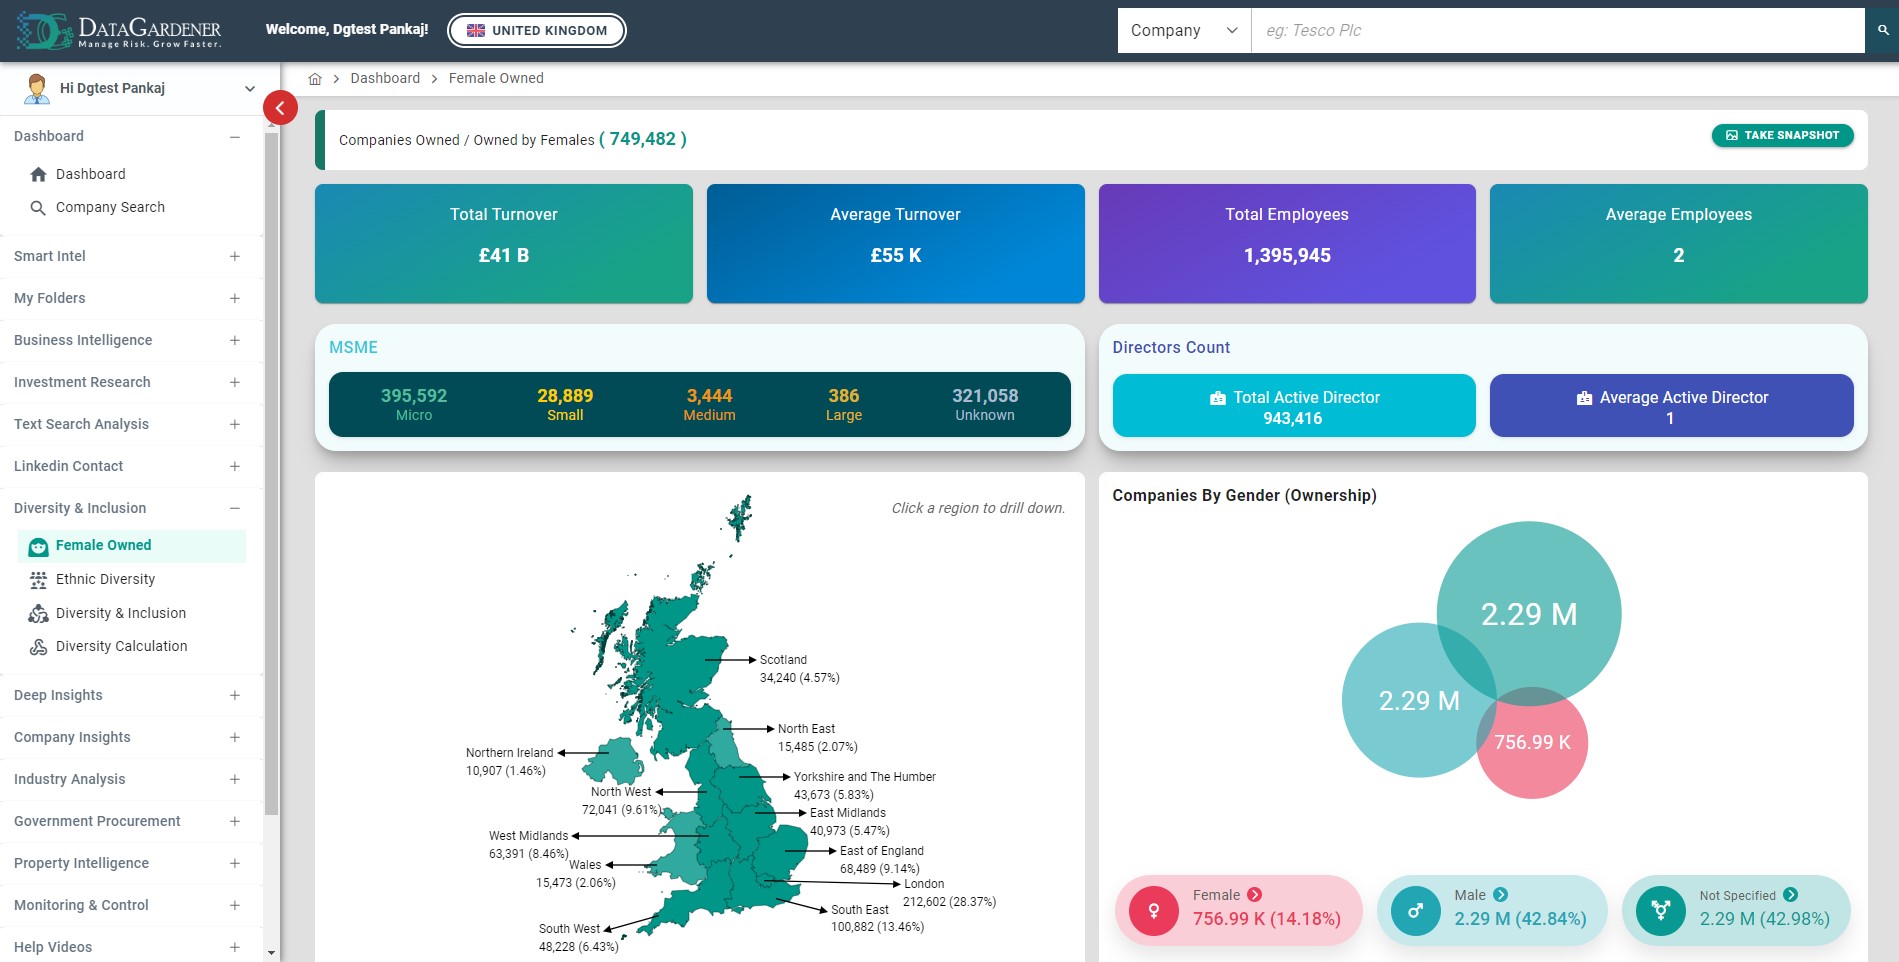 DATAGARDENER
Manage Risk. Grow Faster.
Welcome, Dgtest Pankaj!
UNITED KINGDOM
Company
eg: Tesco Plc
Hi Dgtest Pankaj
Dashboard
Dashboard
Company Search
Smart Intel
My Folders
Business Intelligence
Investment Research
Text Search Analysis
Linkedin Contact
Diversity & Inclusion
Female Owned
Ethnic Diversity
Diversity & Inclusion
Diversity Calculation
Deep Insights
Company Insights
Industry Analysis
Government Procurement
Property Intelligence
Monitoring & Control
Help Videos
Dashboard > Female Owned
Companies Owned / Owned by Females ( 749,482 )
TAKE SNAPSHOT
Total Turnover
£41 B
Average Turnover
£55 K
Total Employees
1,395,945
Average Employees
2
MSME
395,592
Micro
28,889
Small
3,444
Medium
386
Large
321,058
Unknown
Directors Count
Total Active Director
943,416
Average Active Director
1
Click a region to drill down.
Scotland
34,240 (4.57%)
North East
15,485 (2.07%)
Northern Ireland
10,907 (1.46%)
Yorkshire and The Humber
43,673 (5.83%)
North West
72,041 (9.61%)
East Midlands
40,973 (5.47%)
West Midlands
63,391 (8.46%)
East of England
68,489 (9.14%)
Wales
15,473 (2.06%)
London
212,602 (28.37%)
South East
100,882 (13.46%)
South West
48,228 (6.43%)
Companies By Gender (Ownership)
2.29 M
2.29 M
756.99 K
Female
756.99 K (14.18%)
Male
2.29 M (42.84%)
Not Specified
2.29 M (42.98%)